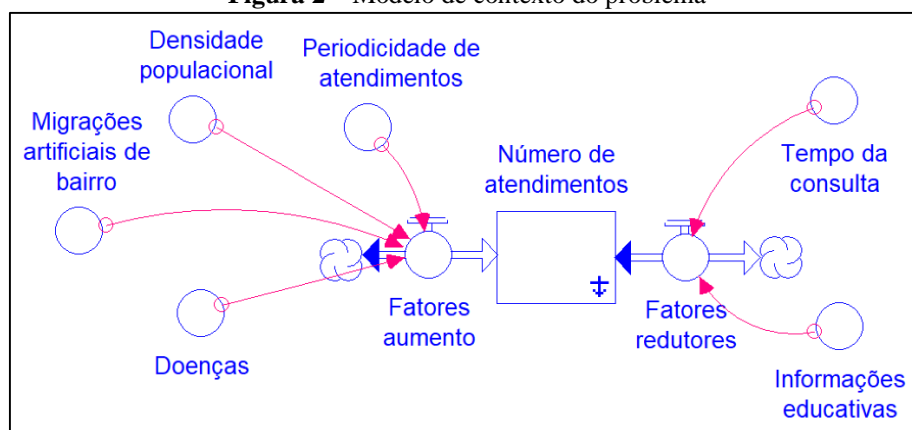 Figura 2 – Modelo de contexto do problema
Densidade
populacional
Periodicidade de
atendimentos
Migrações
artificiais de
bairro
Número de
atendimentos
Tempo da
consulta
Fatores
aumento
Fatores
redutores
Doenças
Informações
educativas